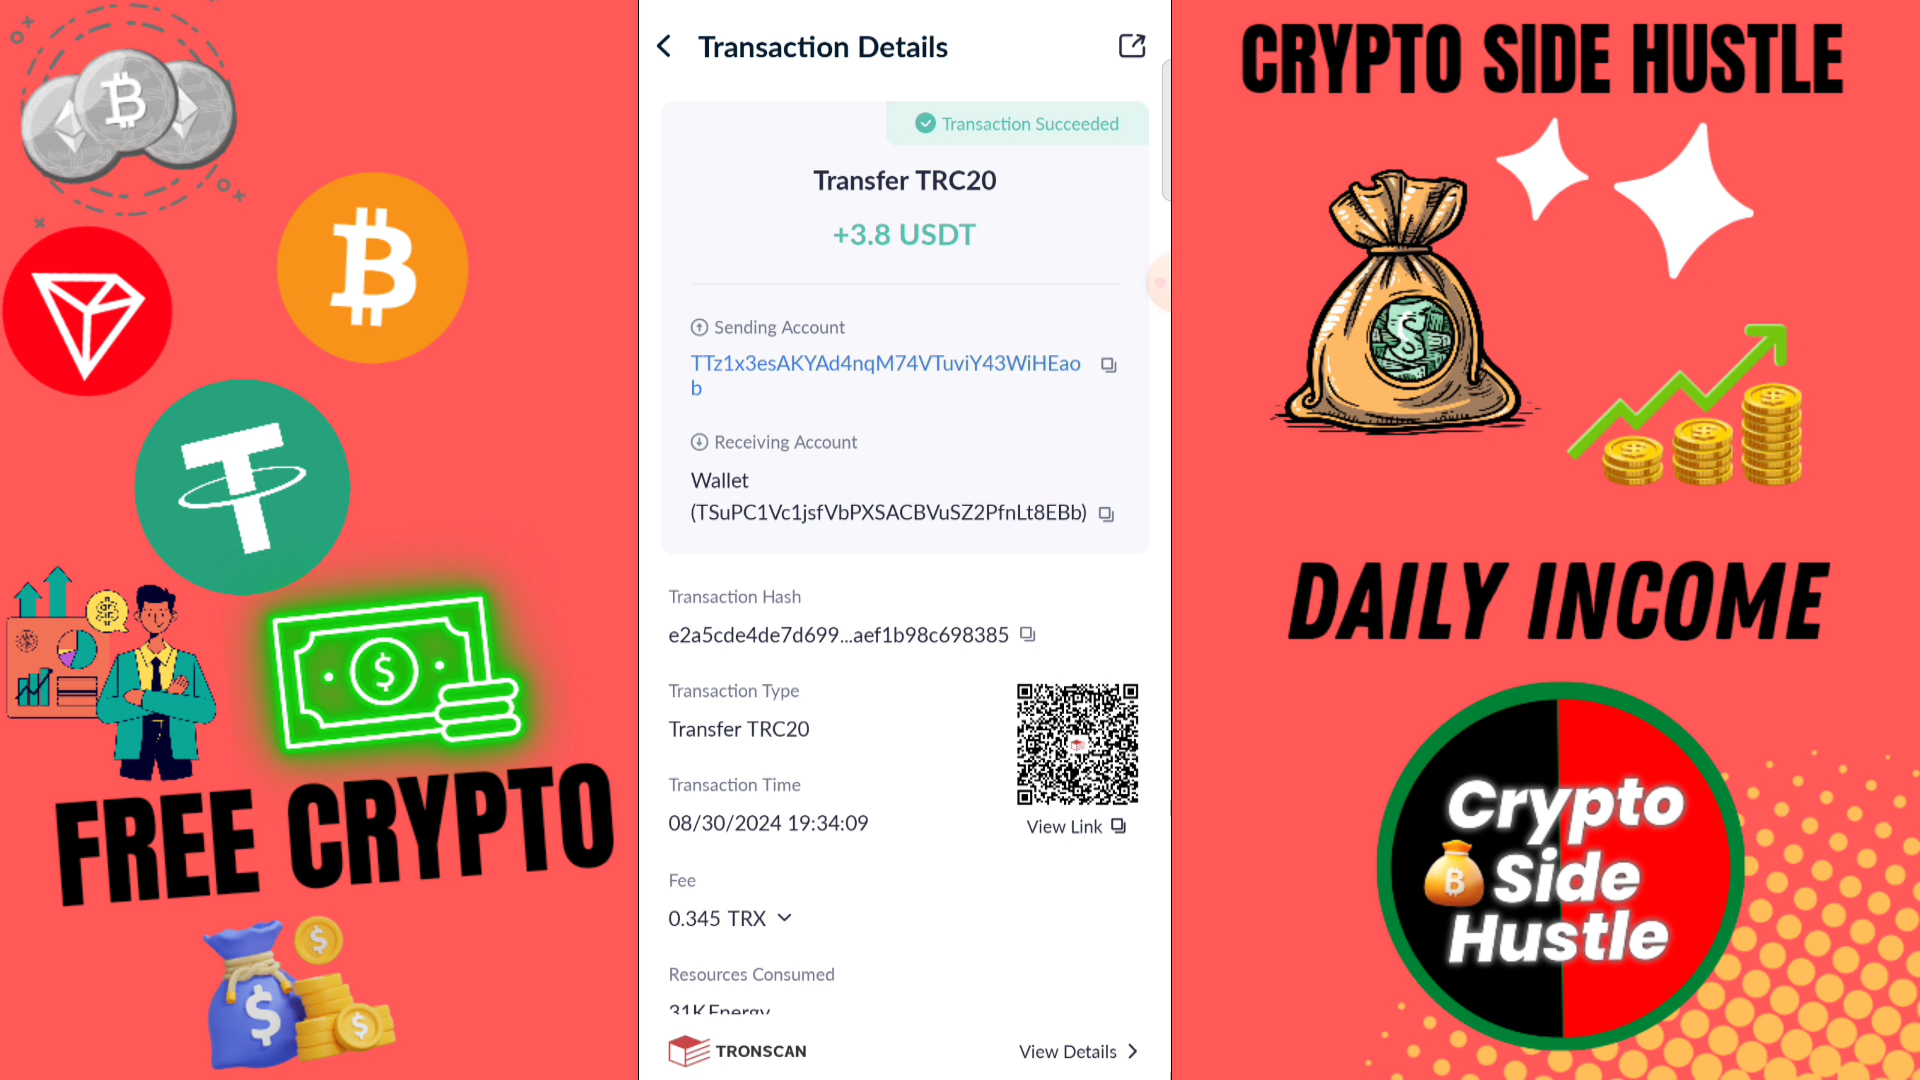 CRYPTO SIDE HUSTLE
Transaction Details
Transaction Succeeded
Transfer TRC20
+3.8 USDT
Sending Account
TTz1x3esAKYAd4nqM74VTuviY43WiHEao
b
Receiving Account
Wallet
(TSuPC1Vc1jsfVbPXSACBVuSZ2PfnLt8EBb)
Transaction Hash
e2a5cde4de7d699...aef1b98c698385
Transaction Type
Transfer TRC20
Transaction Time
08/30/2024 19:34:09
View Link
Fee
0.345 TRX
Resources Consumed
31K Energy
TRONSCAN
View Details
FREE CRYPTO
DAILY INCOME
Crypto
Side
Hustle